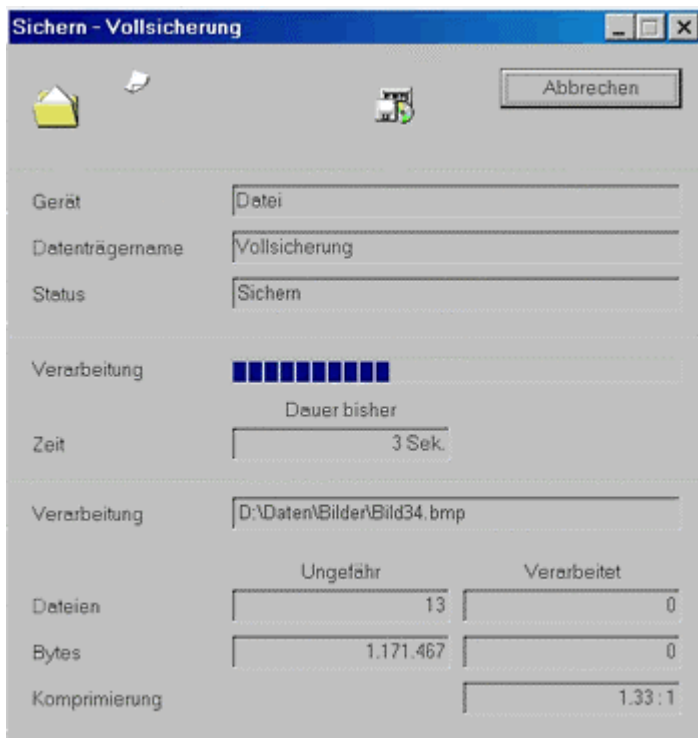 Sichern - Vollsicherung
Abbrechen
Gerät Datei
Datenträgername Vollsicherung
Status Sichern
Verarbeitung
Dauer bisher
Zeit 3 Sek.
Verarbeitung D:\Daten\Bilder\Bild34.bmp
Ungefähr Verarbeitet
Dateien 13 0
Bytes 1.171.467 0
Komprimierung 1.33 : 1